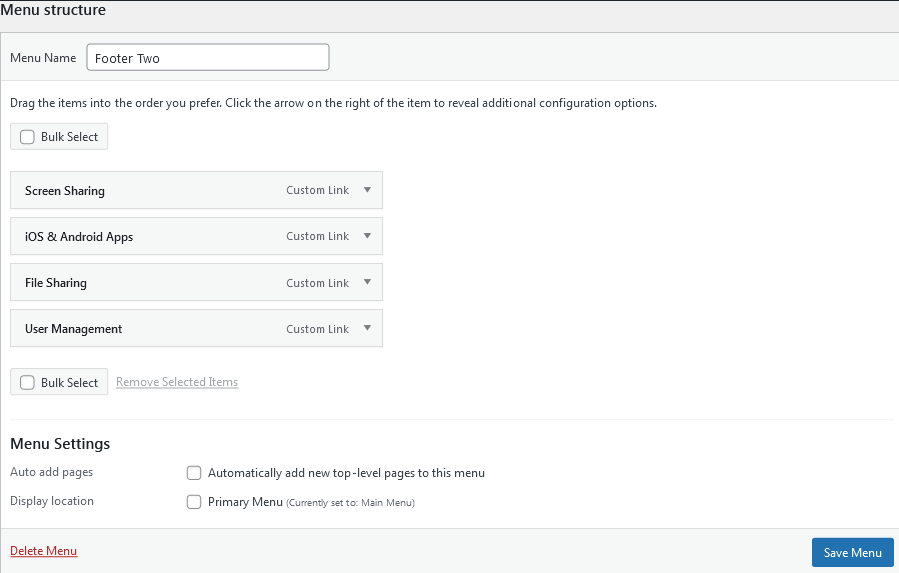 Menu structure
Menu Name Footer Two
Drag the items into the order you prefer. Click the arrow on the right of the item to reveal additional configuration options.
Bulk Select
Screen Sharing Custom Link
iOS & Android Apps Custom Link
File Sharing Custom Link
User Management Custom Link
Bulk Select Remove Selected Items
Menu Settings
Auto add pages Automatically add new top-level pages to this menu
Display location Primary Menu (Currently set to: Main Menu)
Delete Menu Save Menu